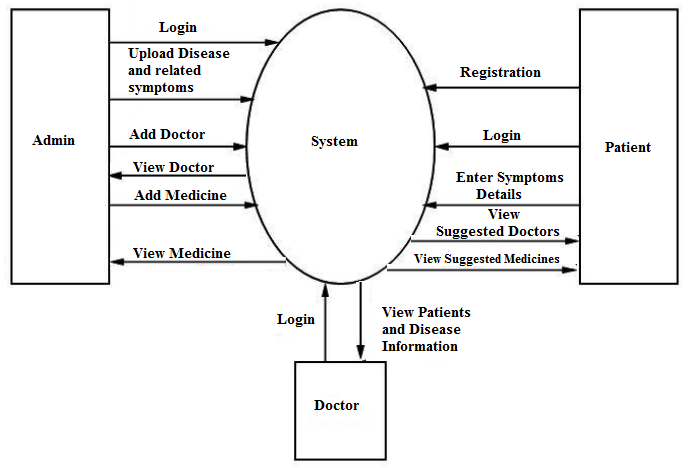 Login
Upload Disease
and related
symptoms
Admin
Add Doctor
View Doctor
Add Medicine
View Medicine
System
Registration
Login
Patient
Enter Symptoms
Details
View
Suggested Doctors
View Suggested Medicines
Login
View Patients
and Disease
Information
Doctor